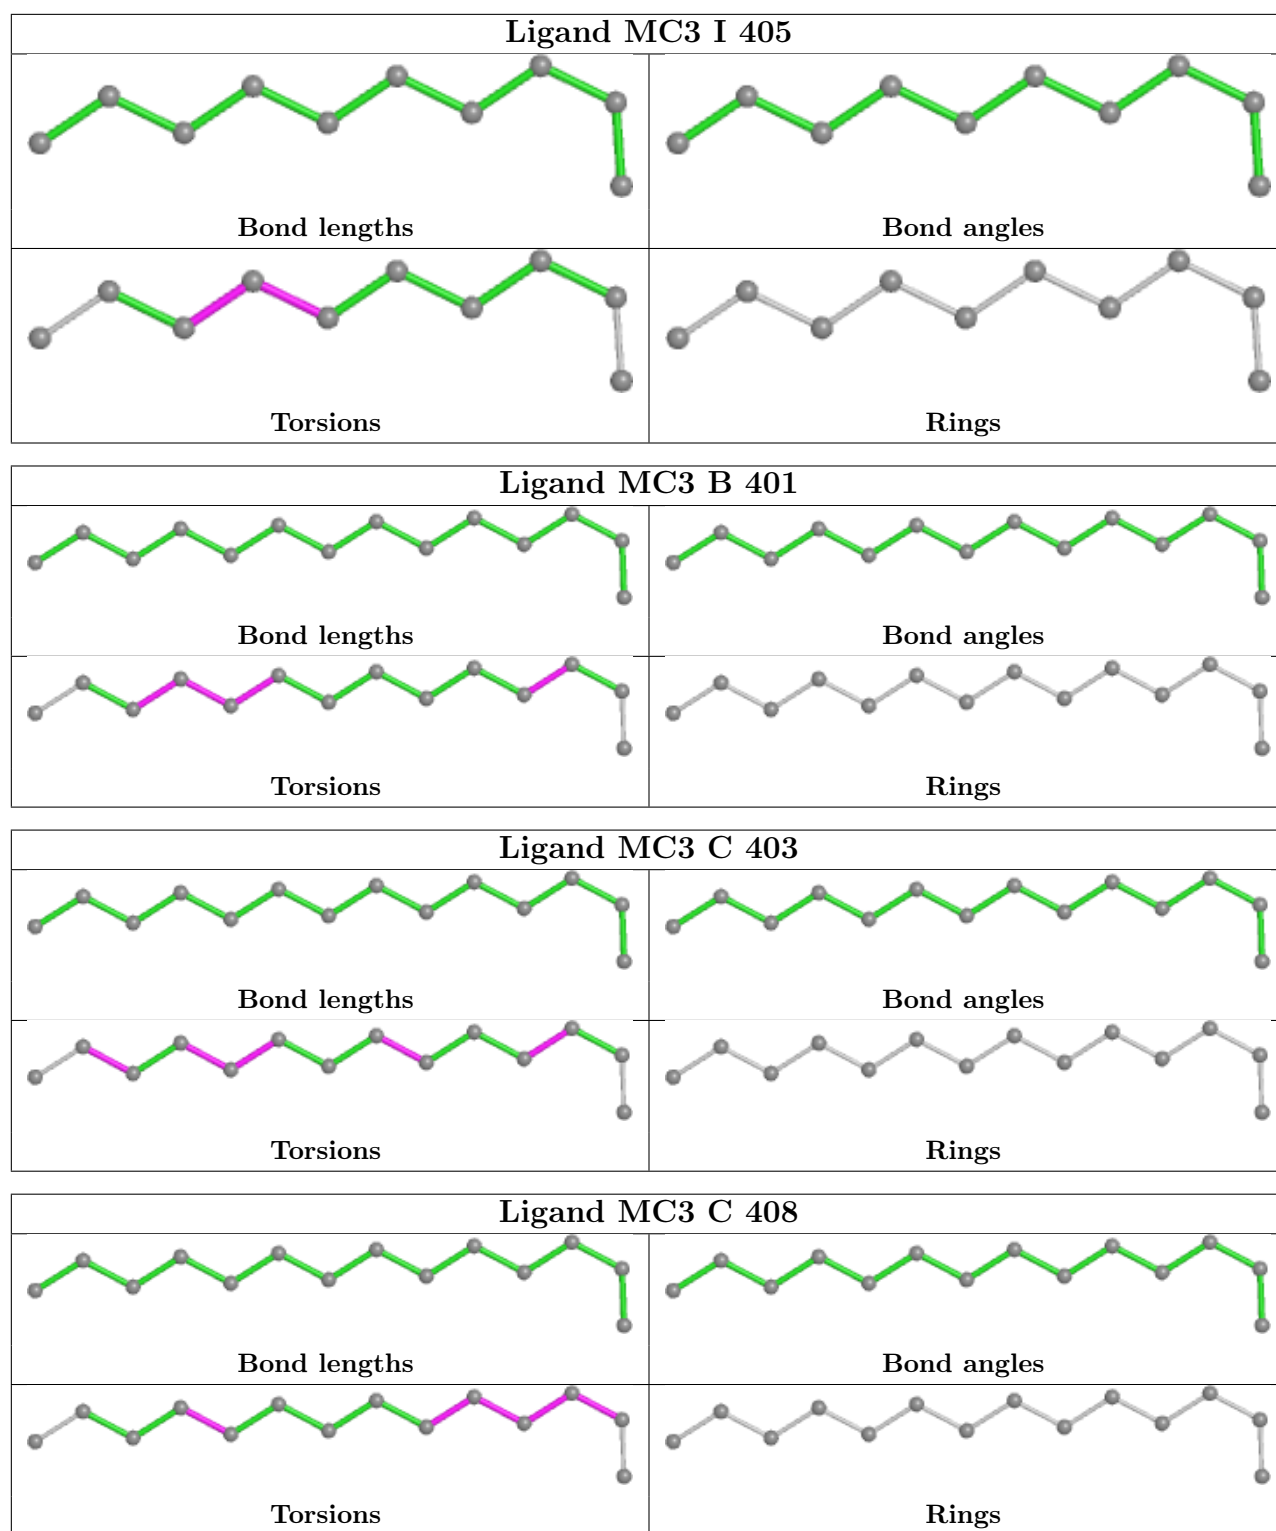 Ligand MC3 I 405
Bond lengths
Bond angles
Torsions
Rings
Ligand MC3 B 401
Bond lengths
Bond angles
Torsions
Rings
Ligand MC3 C 403
Bond lengths
Bond angles
Torsions
Rings
Ligand MC3 C 408
Bond lengths
Bond angles
Torsions
Rings